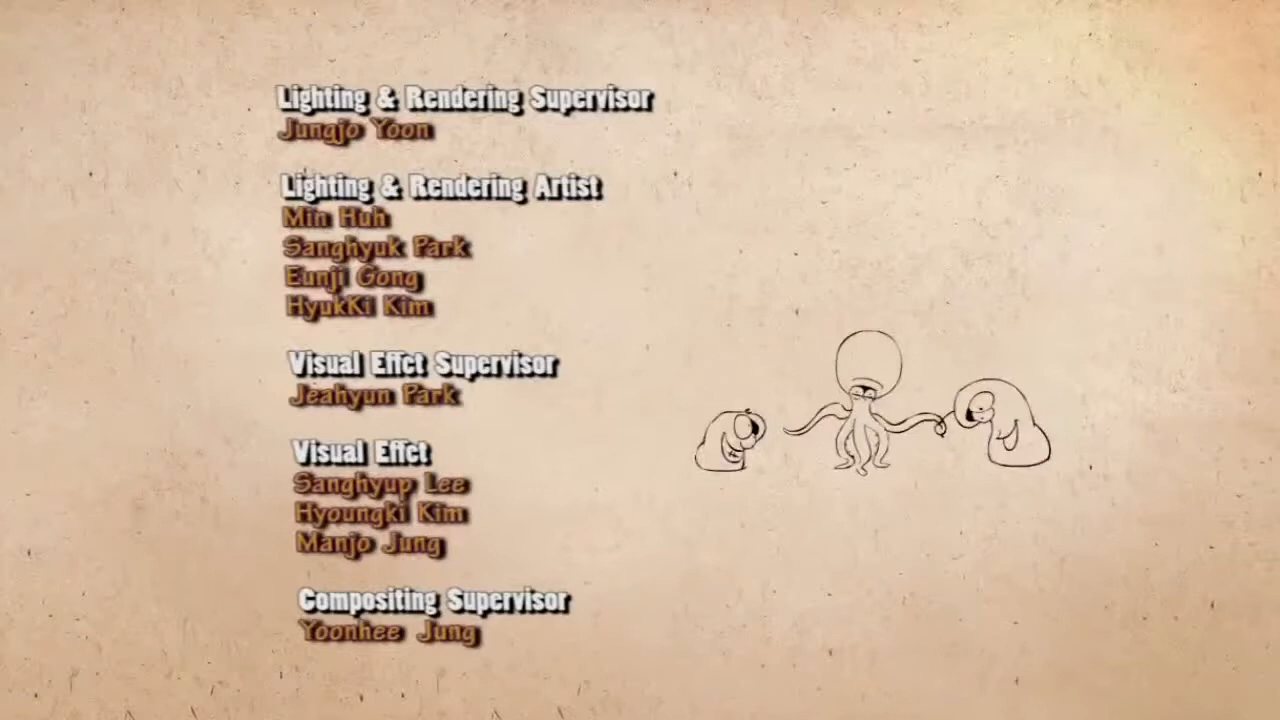 Lighting & Rendering Supervisor
Jungjo Yoon
Lighting & Rendering Artist
Min Huh
Sanghyuk Park
Eunji Gong
HyukKi Kim
Visual Effct Supervisor
Jeahyun Park
Visual Effct
Sanghyup Lee
Hyoungki Kim
Manjo Jung
Compositing Supervisor
Yoonhee Jung